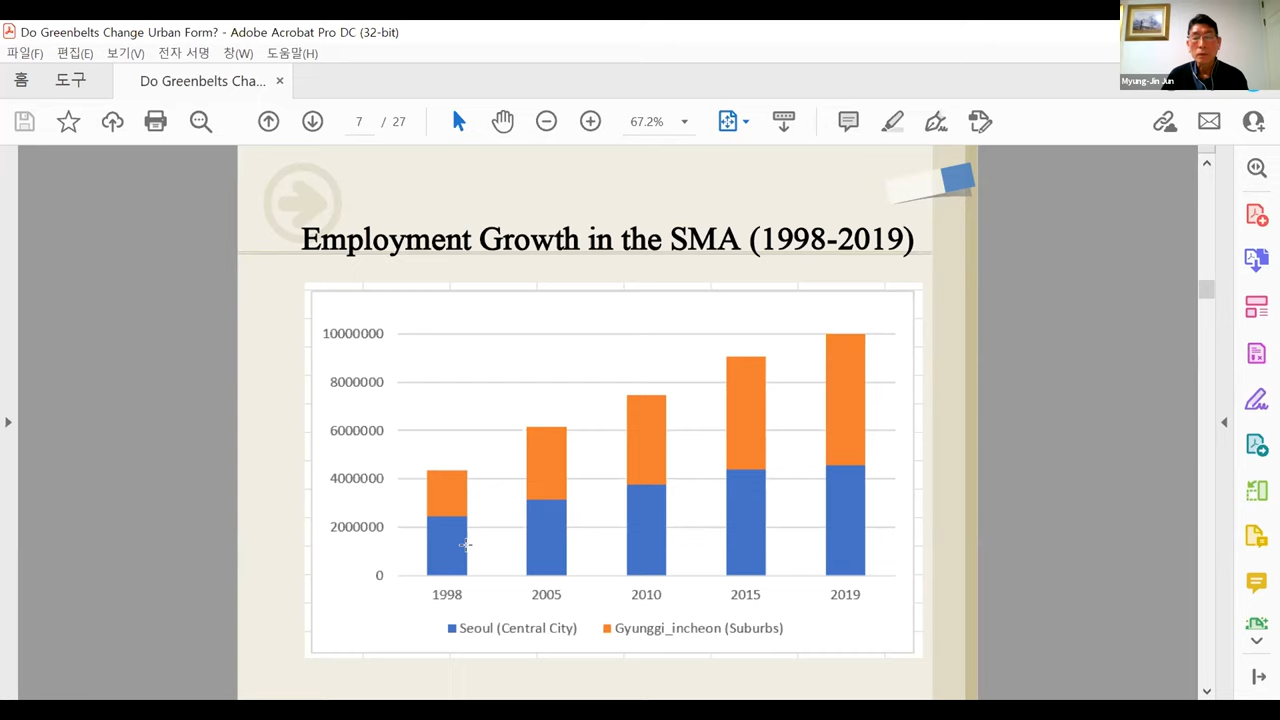 Do Greenbelts Change Urban Form? - Adobe Acrobat Pro DC (32-bit)
파일(F) 편집(E) 보기(V) 전자 서명 창(W) 도움말(H)
홈 도구 Do Greenbelts Cha... ×
Myung-Jin Jun
7 / 27 67.2%
Employment Growth in the SMA (1998-2019)
10000000
8000000
6000000
4000000
2000000
0
1998 2005 2010 2015 2019
Seoul (Central City) Gyunggi_incheon (Suburbs)